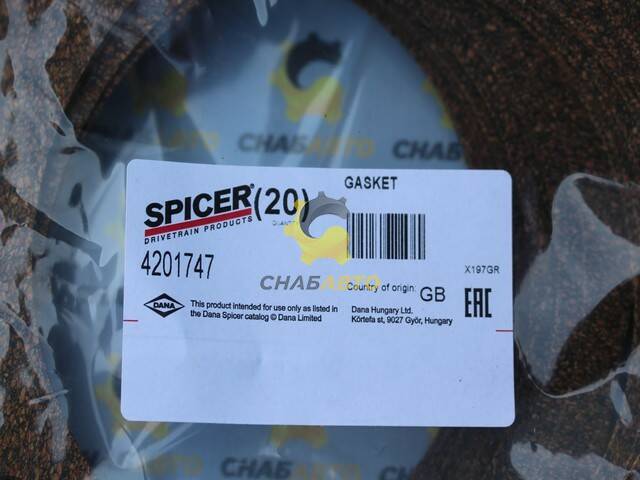 СНАБАВТО
GASKET
SPICER® (20)
DRIVETRAIN PRODUCTS
4201747
СНАБАВТО
X197GR
Country of origin: GB
EAC
DANA
This product intended for use only as listed in
the Dana Spicer catalog © Dana Limited
Dana Hungary Ltd.
Körtefa st, 9027 Győr, Hungary
СНАБАВТО